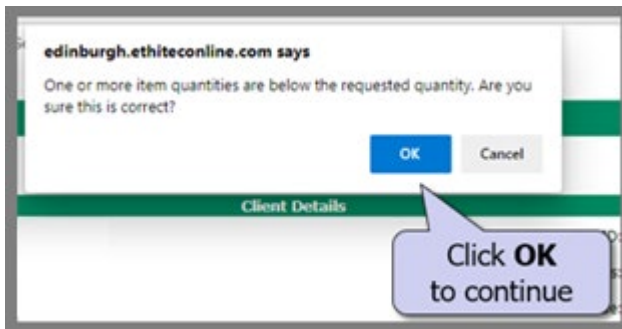 edinburgh.ethiteconline.com says
One or more item quantities are below the requested quantity. Are you
sure this is correct?
OK
Cancel
Client Details
Click OK
to continue